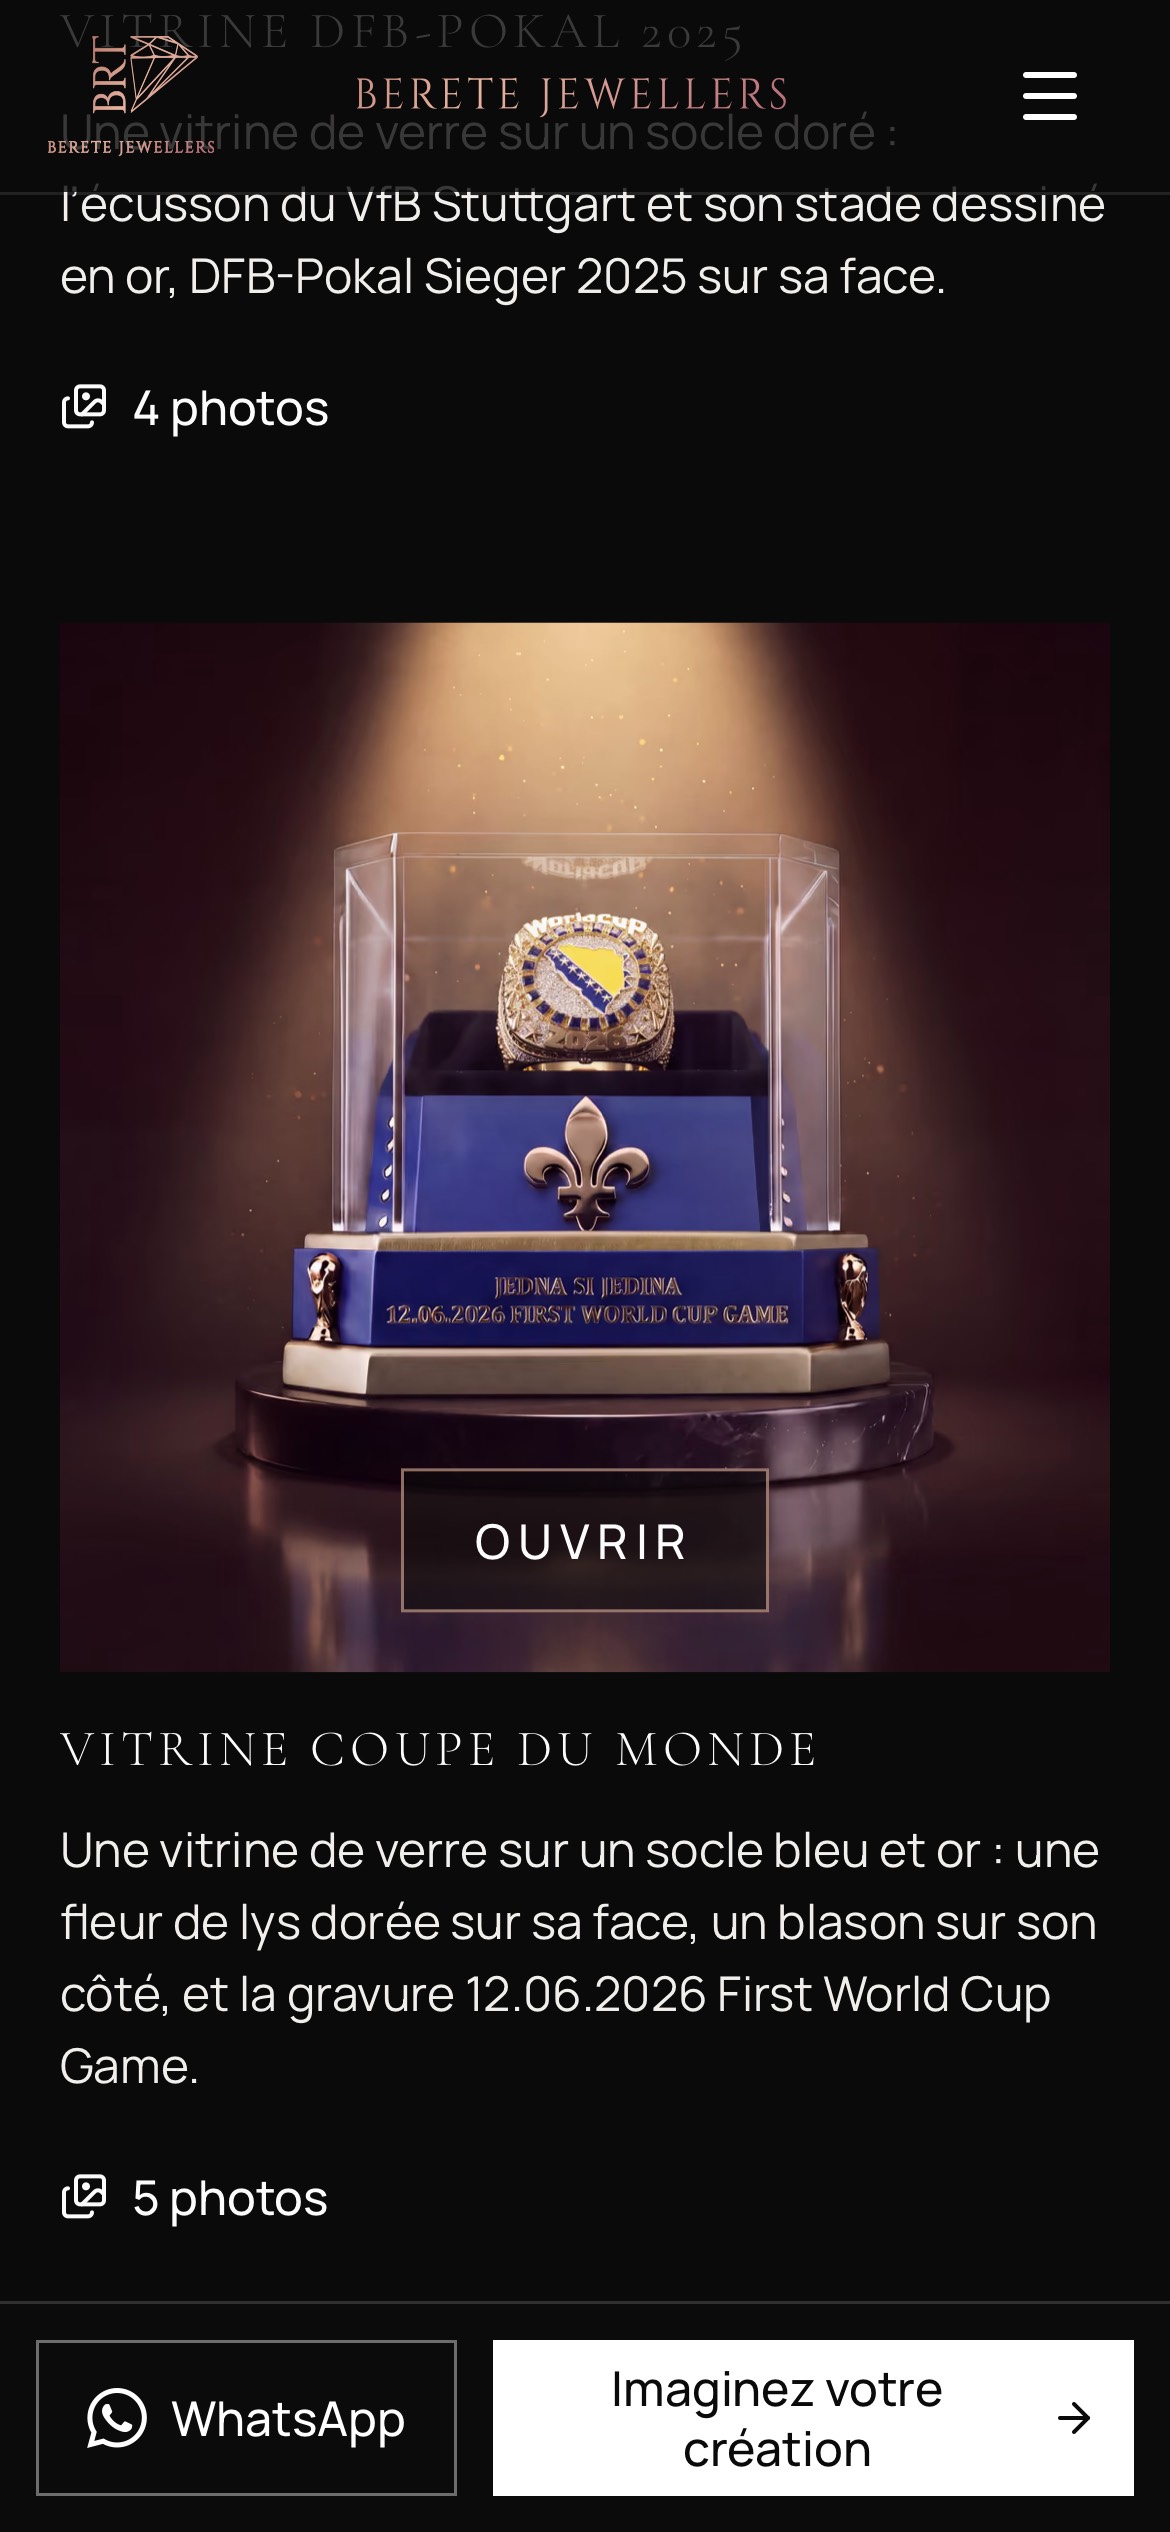 VITRINE DFB-POKAL 2025
BRT
BERETE JEWELLERS
BERETE JEWELLERS
Une vitrine de verre sur un socle doré :
l'écusson du VfB Stuttgart et son stade dessiné
en or, DFB-Pokal Sieger 2025 sur sa face.
4 photos
WorldCup
2026
JEDNA SI JEDINA
12.06.2026 FIRST WORLD CUP GAME
OUVRIR
VITRINE COUPE DU MONDE
Une vitrine de verre sur un socle bleu et or : une
fleur de lys dorée sur sa face, un blason sur son
côté, et la gravure 12.06.2026 First World Cup
Game.
5 photos
WhatsApp
Imaginez votre
création